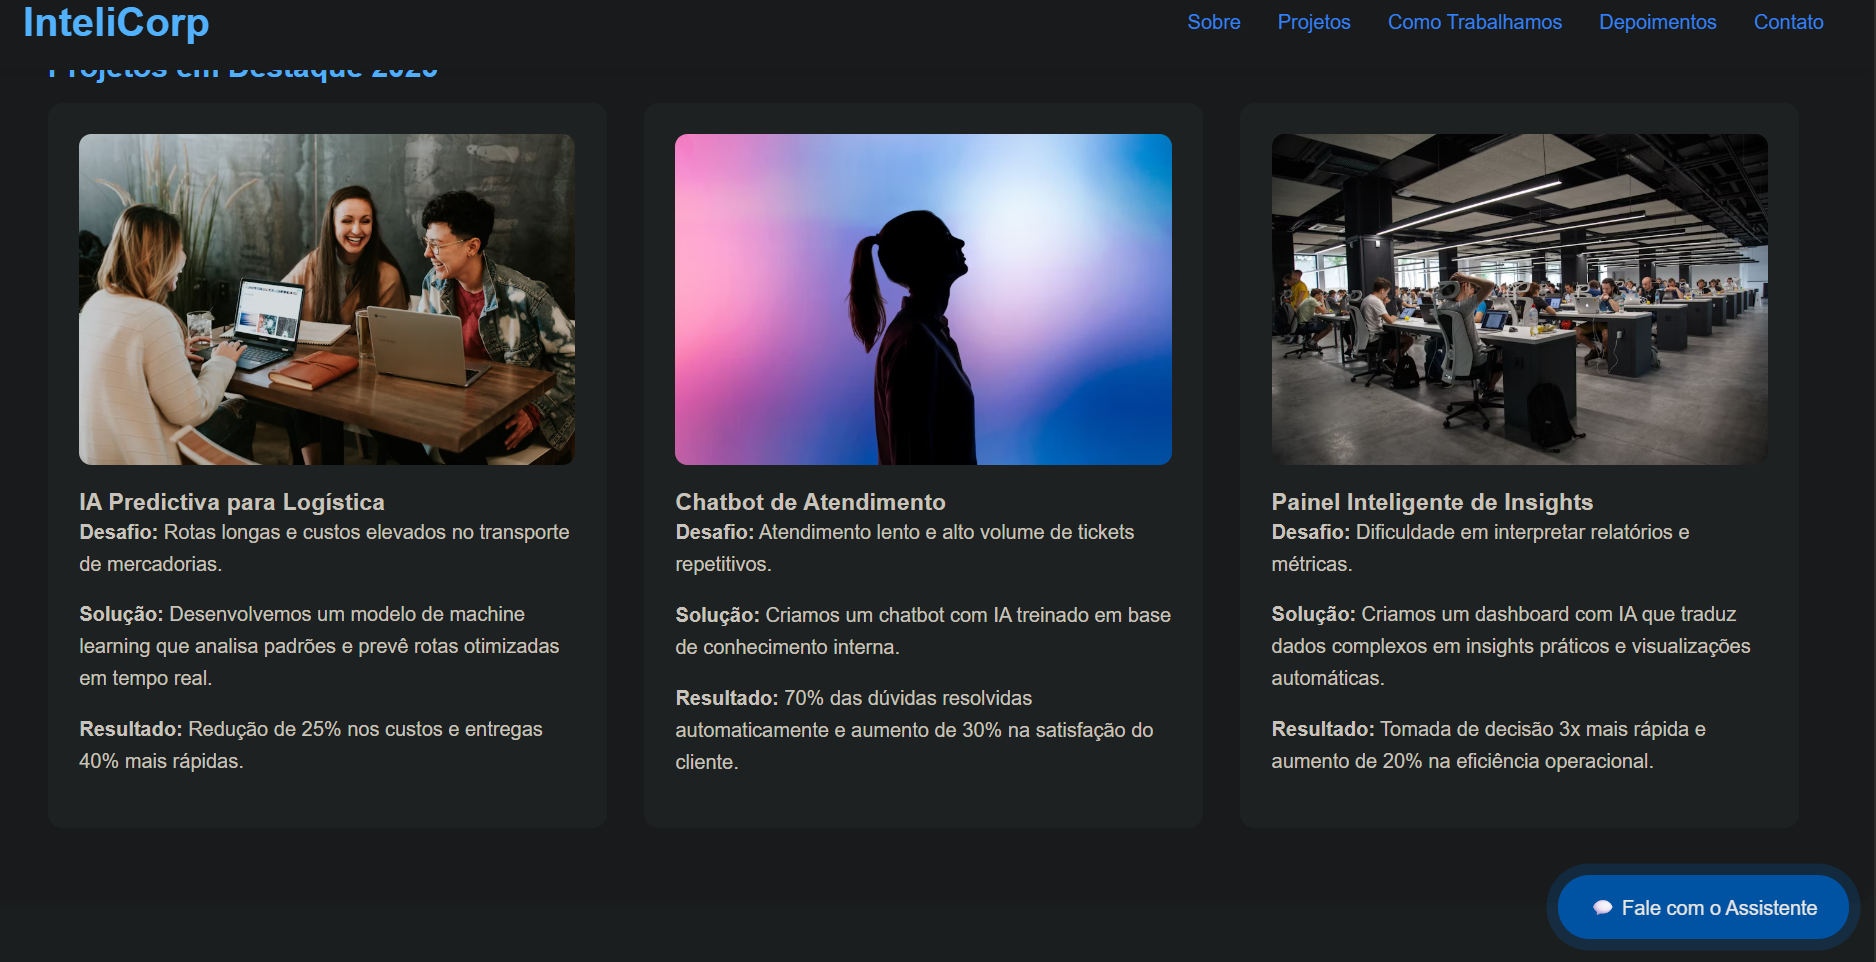 InteliCorp
Sobre
Projetos
Como Trabalhamos
Depoimentos
Contato
Projetos em Destaque
IA Predictiva para Logística
Desafio: Rotas longas e custos elevados no transporte
de mercadorias.
Solução: Desenvolvemos um modelo de machine
learning que analisa padrões e prevê rotas otimizadas
em tempo real.
Resultado: Redução de 25% nos custos e entregas
40% mais rápidas.
Chatbot de Atendimento
Desafio: Atendimento lento e alto volume de tickets
repetitivos.
Solução: Criamos um chatbot com IA treinado em base
de conhecimento interna.
Resultado: 70% das dúvidas resolvidas
automaticamente e aumento de 30% na satisfação do
cliente.
Painel Inteligente de Insights
Desafio: Dificuldade em interpretar relatórios e
métricas.
Solução: Criamos um dashboard com IA que traduz
dados complexos em insights práticos e visualizações
automáticas.
Resultado: Tomada de decisão 3x mais rápida e
aumento de 20% na eficiência operacional.
Fale com o Assistente